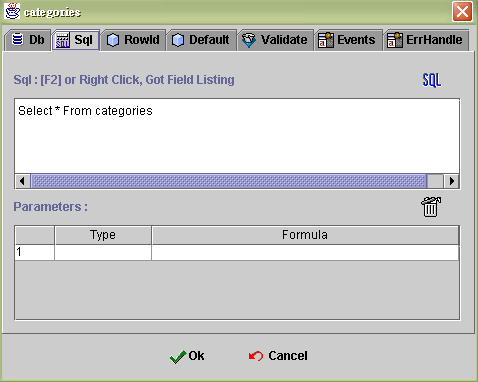 categories
Db Sql RowId Default Validate Events ErrHandle
Sql : [F2] or Right Click, Got Field Listing
SQL
Select * From categories
Parameters :
Type Formula
1
Ok Cancel